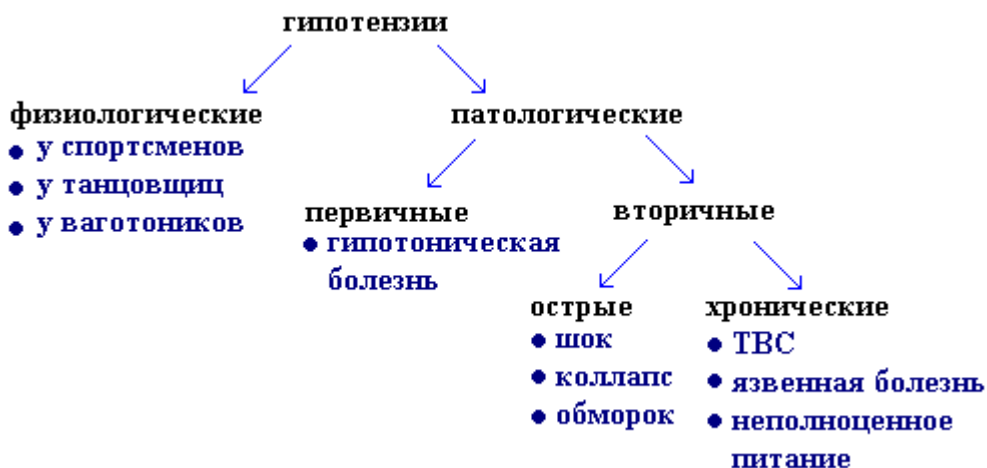 гипотензии
физиологические
• у спортсменов
• у танцовщиц
• у ваготоников
патологические
первичные
• гипотоническая
болезнь
вторичные
острые
• шок
• коллапс
• обморок
хронические
• ТВС
• язвенная болезнь
• неполноценное
питание